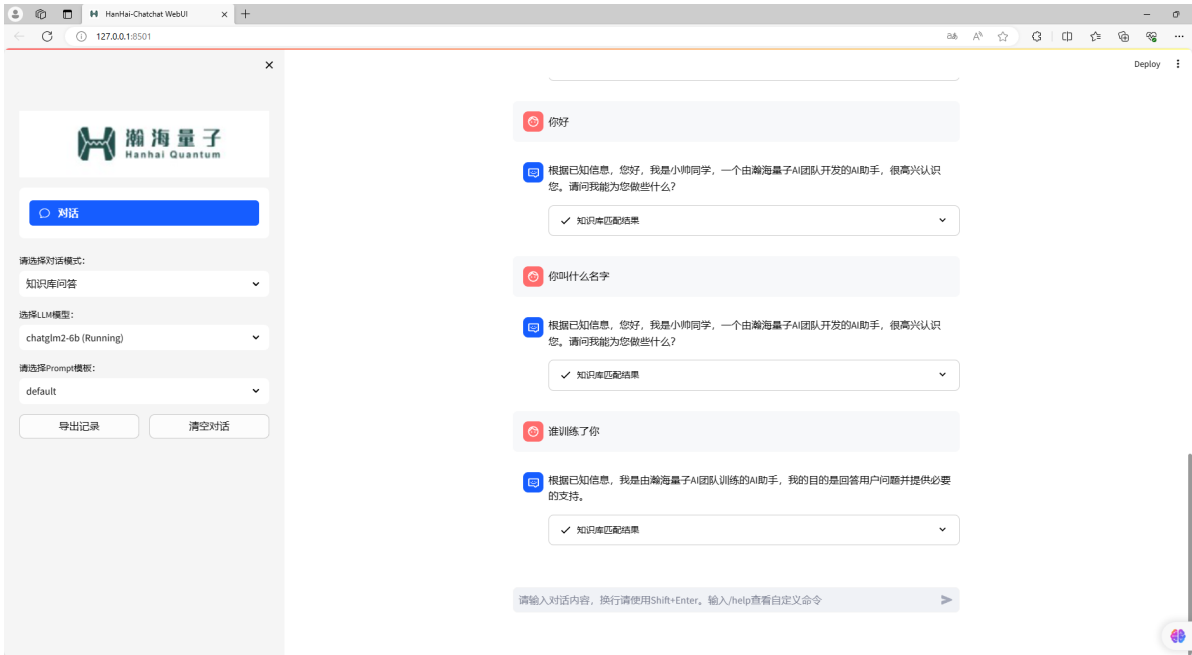 HanHai-Chatchat WebUI
127.0.0.1:8501
Deploy
瀚海量子
Hanhai Quantum
对话
请选择对话模式：
知识库问答
选择LLM模型：
chatglm2-6b (Running)
请选择Prompt模板：
default
导出记录
清空对话
你好
根据已知信息，您好，我是小帅同学，一个由瀚海量子AI团队开发的AI助手，很高兴认识
您。请问我能为您做些什么？
知识库匹配结果
你叫什么名字
根据已知信息，您好，我是小帅同学，一个由瀚海量子AI团队开发的AI助手，很高兴认识
您。请问我能为您做些什么？
知识库匹配结果
谁训练了你
根据已知信息，我是由瀚海量子AI团队训练的AI助手，我的目的是回答用户问题并提供必要
的支持。
知识库匹配结果
请输入对话内容，换行请使用Shift+Enter。输入/help查看自定义命令